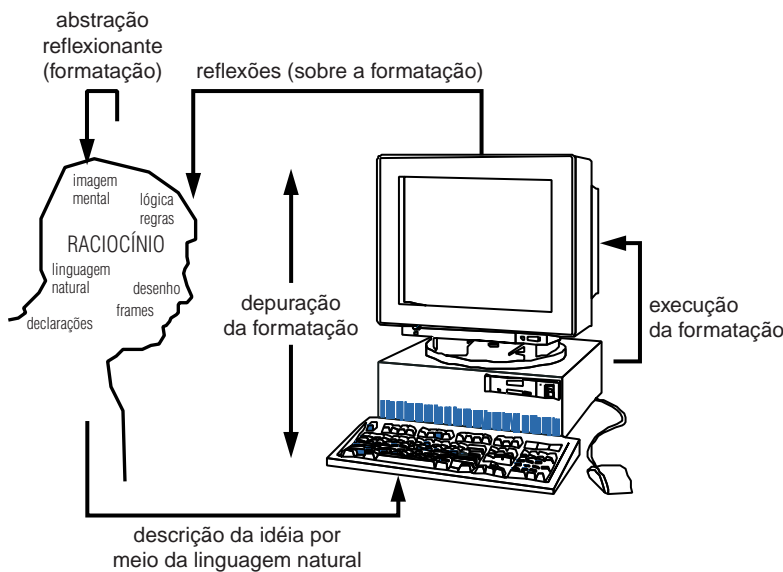 abstração
reflexionante
(formatação)
reflexões (sobre a formatação)
imagem
mental
lógica
regras
RACIOCÍNIO
linguagem
natural
desenho
frames
declarações
depuração
da formatação
execução
da formatação
descrição da idéia por
meio da linguagem natural